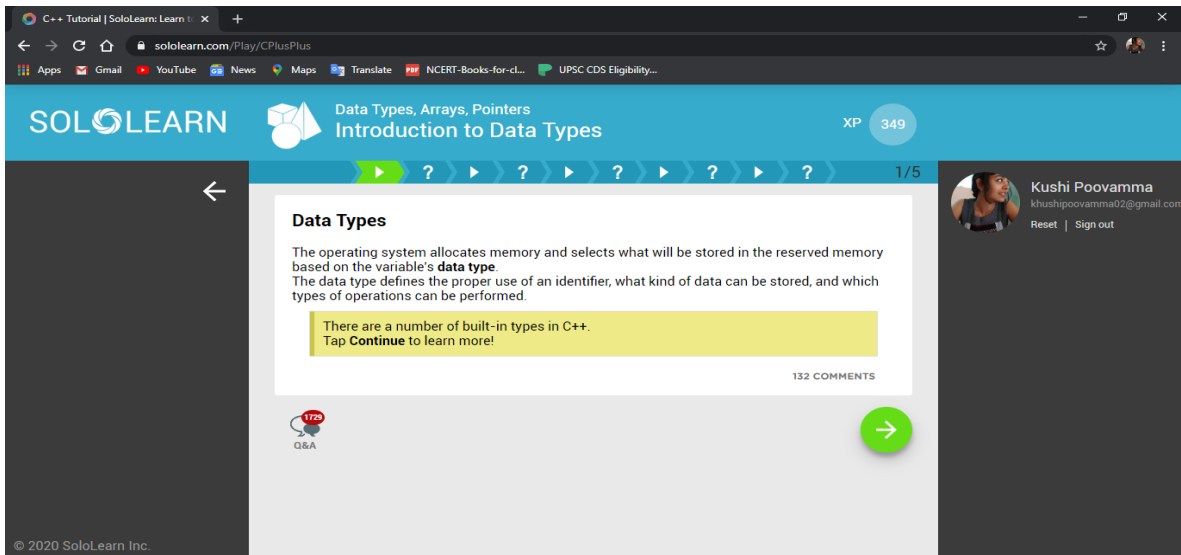 C++ Tutorial | SoloLearn: Learn t
sololearn.com/Play/CPlusPlus
Apps Gmail YouTube News Maps Translate NCERT-Books-for-cl... UPSC CDS Eligibility...
SOLOLEARN
Data Types, Arrays, Pointers
Introduction to Data Types
XP 349
? ? ? ? ? 1/5
Kushi Poovamma
khushipoovamma02@gmail.com
Reset | Sign out
Data Types
The operating system allocates memory and selects what will be stored in the reserved memory
based on the variable's data type.
The data type defines the proper use of an identifier, what kind of data can be stored, and which
types of operations can be performed.
There are a number of built-in types in C++.
Tap Continue to learn more!
132 COMMENTS
1729
Q&A
© 2020 SoloLearn Inc.